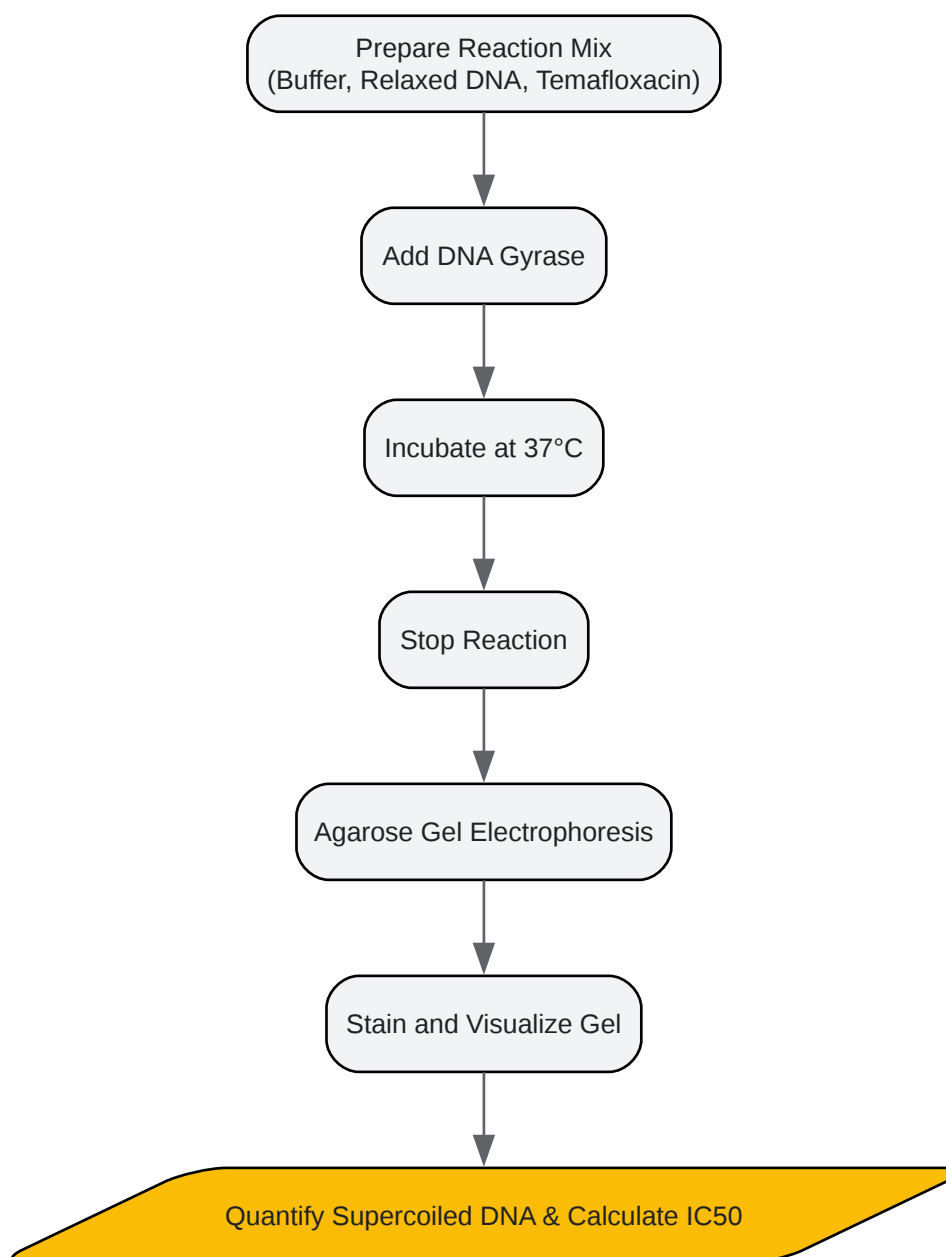 Prepare Reaction Mix
(Buffer, Relaxed DNA, Temafloxacin)
Add DNA Gyrase
Incubate at 37°C
Stop Reaction
Agarose Gel Electrophoresis
Stain and Visualize Gel
Quantify Supercoiled DNA & Calculate IC50